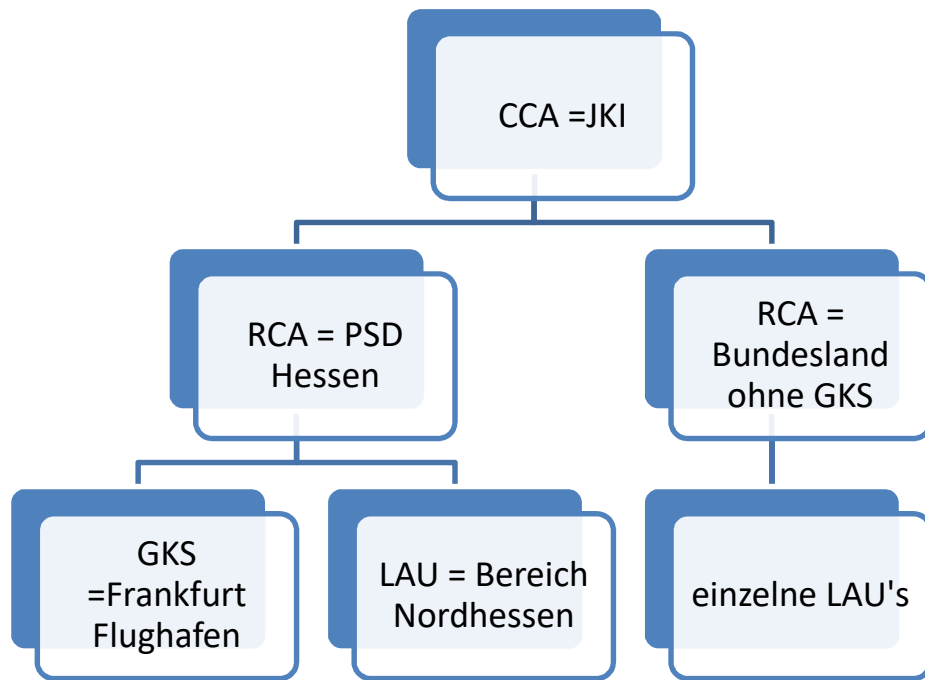 CCA =JKI
RCA = PSD
Hessen
RCA =
Bundesland
ohne GKS
GKS
=Frankfurt
Flughafen
LAU = Bereich
Nordhessen
einzelne LAU's